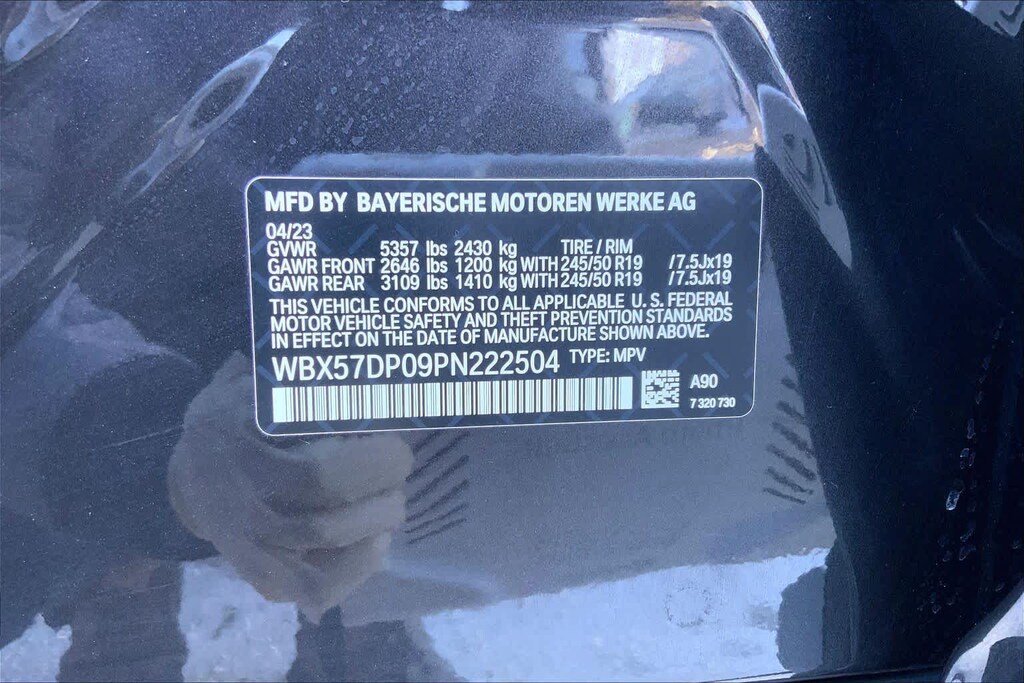 MFD BY BAYERISCHE MOTOREN WERKE AG
04/23
GVWR 5357 lbs 2430 kg TIRE / RIM
GAWR FRONT 2646 lbs 1200 kg WITH 245/50 R19 /7.5Jx19
GAWR REAR 3109 lbs 1410 kg WITH 245/50 R19 /7.5Jx19
THIS VEHICLE CONFORMS TO ALL APPLICABLE U. S. FEDERAL
MOTOR VEHICLE SAFETY AND THEFT PREVENTION STANDARDS
IN EFFECT ON THE DATE OF MANUFACTURE SHOWN ABOVE.
WBX57DP09PN222504 TYPE: MPV
A90
7 320 730